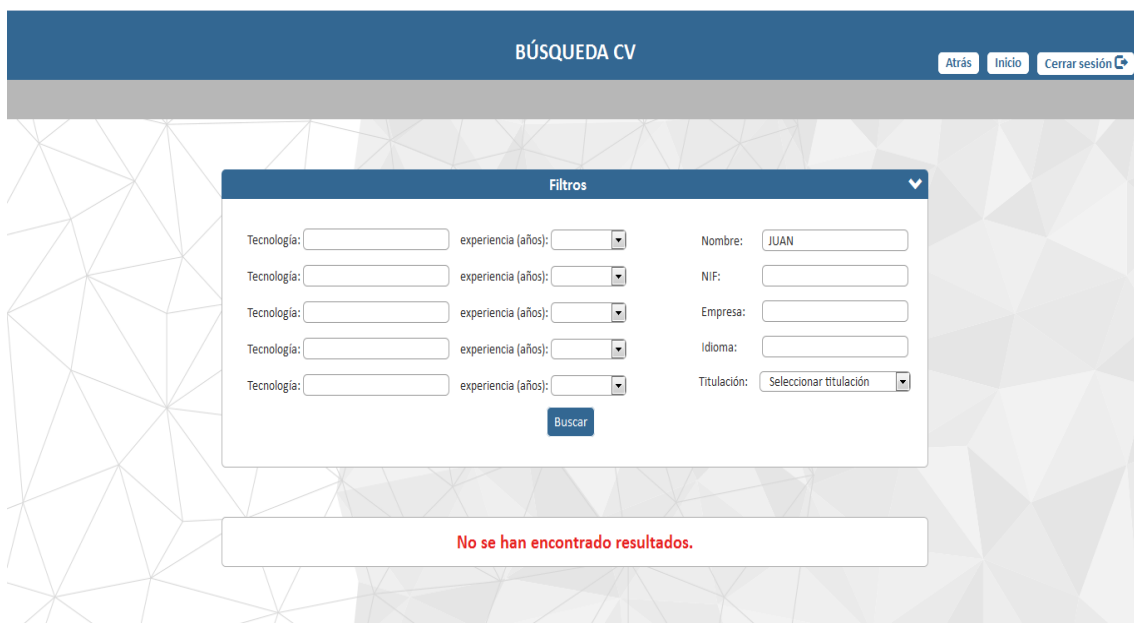 BÚSQUEDA CV
Atrás Inicio Cerrar sesión
Filtros
Tecnología: experiencia (años): Nombre: JUAN
Tecnología: experiencia (años): NIF:
Tecnología: experiencia (años): Empresa:
Tecnología: experiencia (años): Idioma:
Tecnología: experiencia (años): Titulación: Seleccionar titulación
Buscar
No se han encontrado resultados.